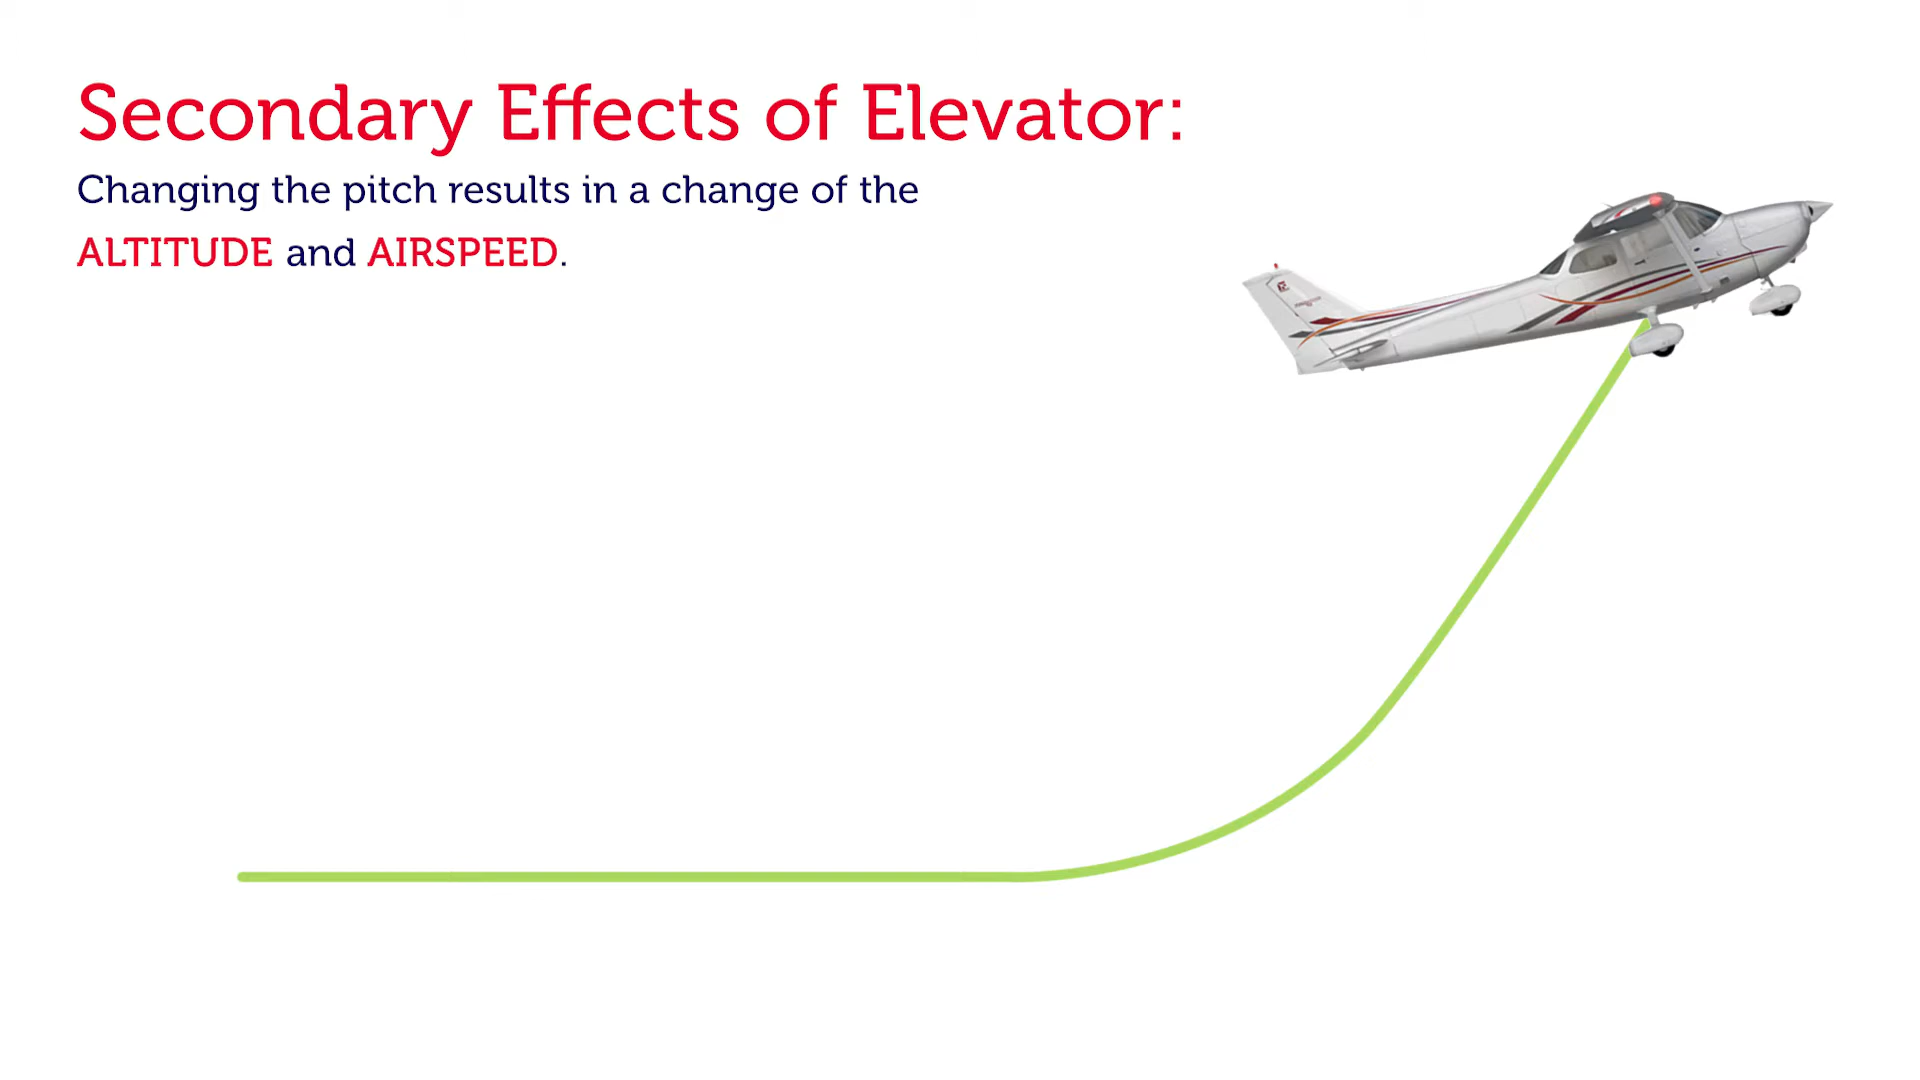 Secondary Effects of Elevator:
Changing the pitch results in a change of the
ALTITUDE and AIRSPEED.